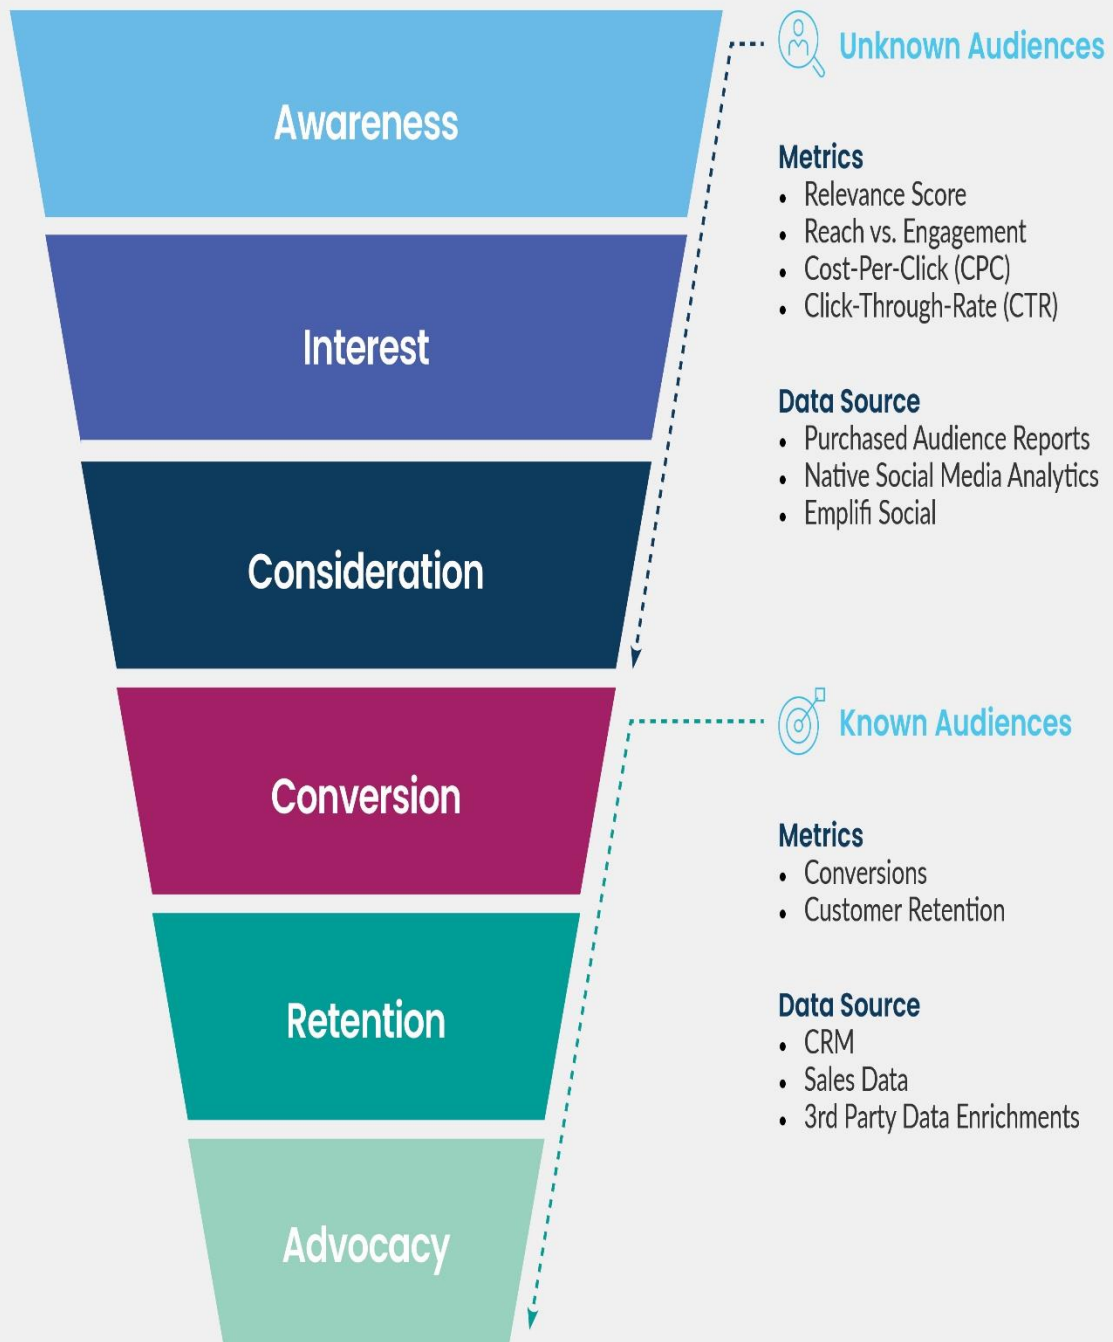 Awareness
Interest
Consideration
Conversion
Retention
Advocacy
Unknown Audiences
Metrics
• Relevance Score
• Reach vs. Engagement
• Cost-Per-Click (CPC)
• Click-Through-Rate (CTR)
Data Source
• Purchased Audience Reports
• Native Social Media Analytics
• Emplifi Social
Known Audiences
Metrics
• Conversions
• Customer Retention
Data Source
• CRM
• Sales Data
• 3rd Party Data Enrichments